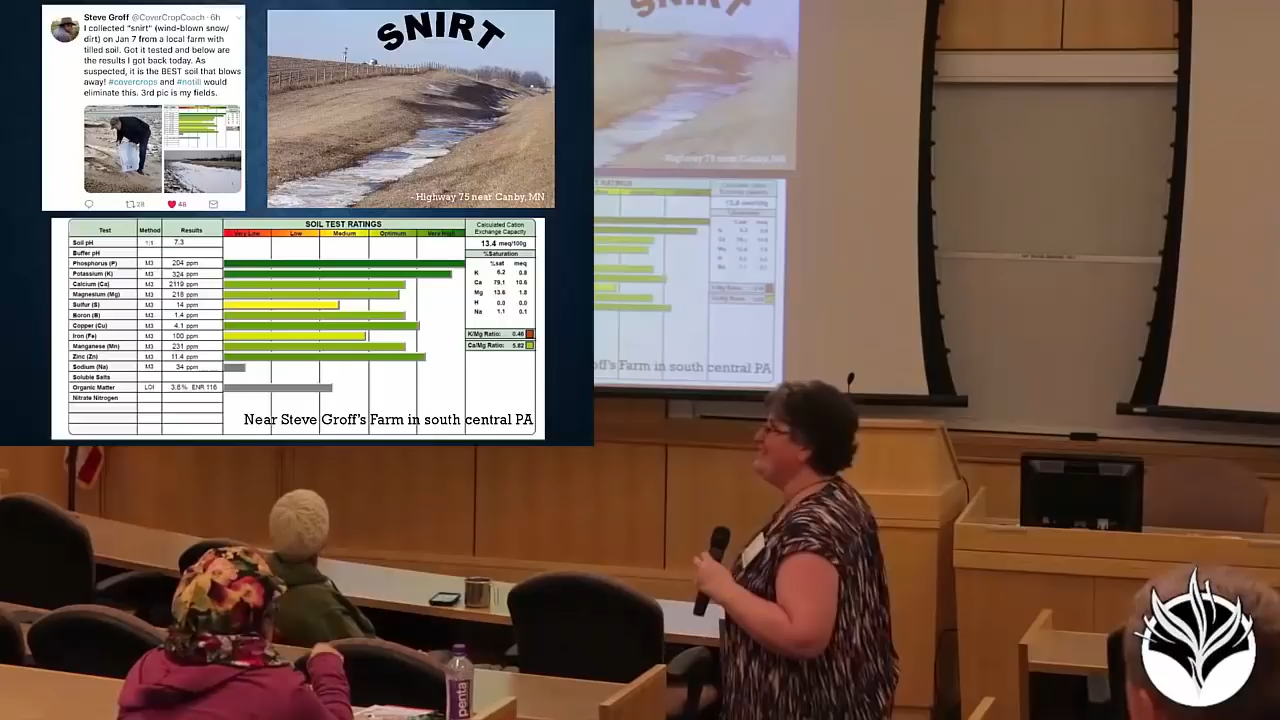 Steve Groff @CoverCropCoach · 6h
I collected "snirt" (wind-blown snow/
dirt) on Jan 7 from a local farm with
tilled soil. Got it tested and below are
the results I got back today. As
suspected, it is the BEST soil that blows
away! #covercrops and #notill would
eliminate this. 3rd pic is my fields.
28 48
SNIRT
- Highway 75 near Canby, MN
Test Method Results SOIL TEST RATINGS Calculated Cation
Very Low Low Medium Optimum Very High Exchange Capacity
Soil pH 1:1 7.3 13.4 meq/100g
Buffer pH %Saturation
Phosphorus (P) M3 204 ppm %sat meq
Potassium (K) M3 324 ppm K 6.2 0.8
Calcium (Ca) M3 2119 ppm Ca 79.1 10.6
Magnesium (Mg) M3 218 ppm Mg 13.6 1.8
Sulfur (S) M3 14 ppm H 0.0 0.0
Boron (B) M3 1.4 ppm Na 1.1 0.1
Copper (Cu) M3 4.1 ppm
Iron (Fe) M3 100 ppm K/Mg Ratio: 0.46
Manganese (Mn) M3 231 ppm Ca/Mg Ratio: 5.82
Zinc (Zn) M3 11.4 ppm
Sodium (Na) M3 34 ppm
Soluble Salts
Organic Matter LOI 3.6% ENR 116
Nitrate Nitrogen
Near Steve Groff's Farm in south central PA
SNIRT
- Highway 75 near Canby, MN
off's Farm in south central PA
penta